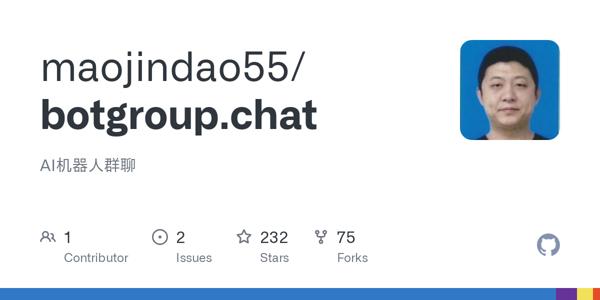 maojindao55/
botgroup.chat
AI机器人群聊
1 2 232 75
Contributor Issues Stars Forks